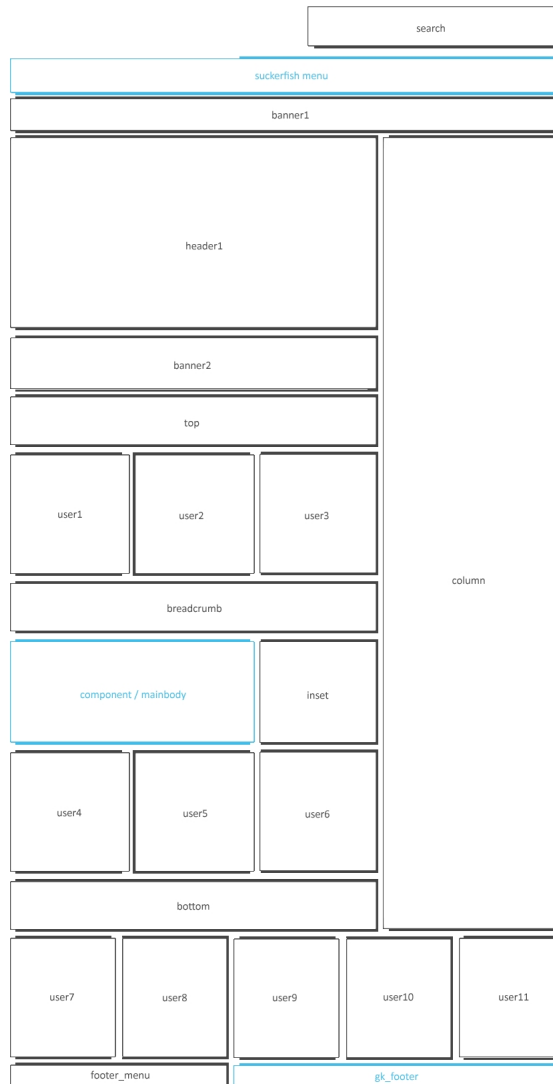 search
suckerfish menu
banner1
header1
banner2
top
user1
user2
user3
column
breadcrumb
component / mainbody
inset
user4
user5
user6
bottom
user7
user8
user9
user10
user11
footer_menu
gk_footer